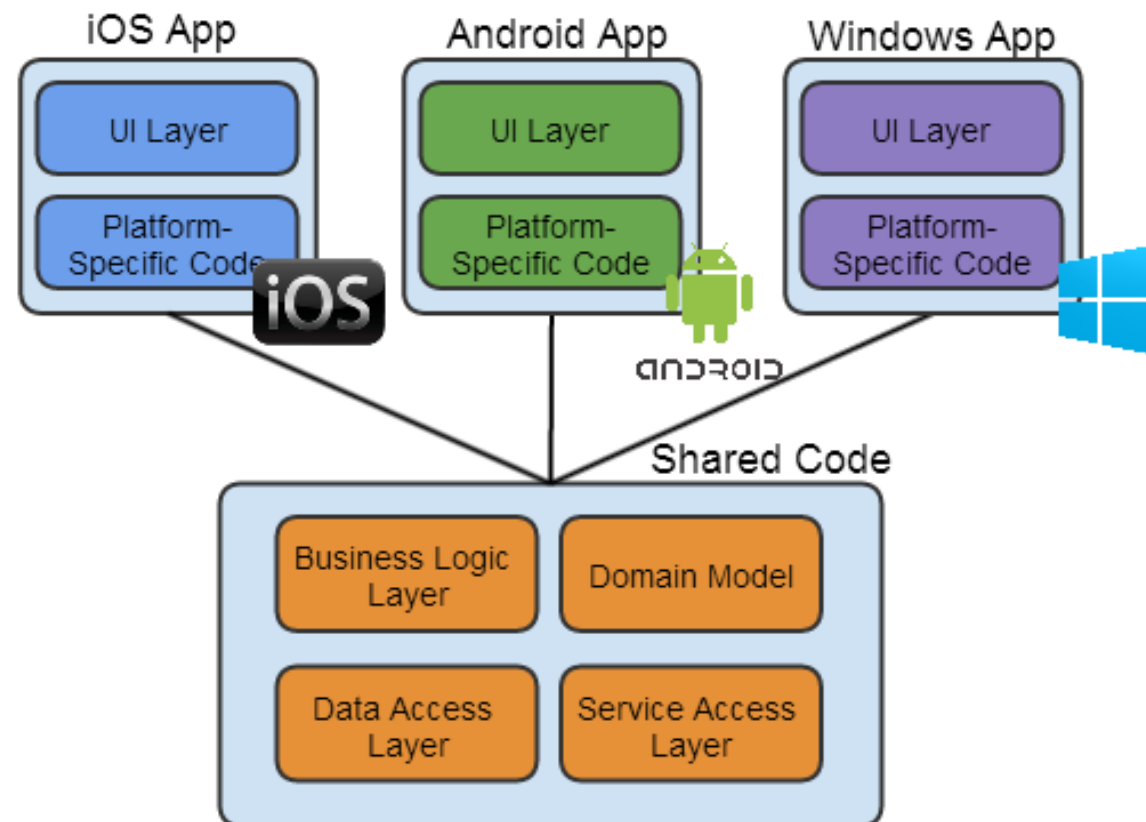 iOS App
Android App
Windows App
UI Layer
UI Layer
UI Layer
Platform-
Specific Code
Platform-
Specific Code
Platform-
Specific Code
iOS
ANDROID
Shared Code
Business Logic
Layer
Domain Model
Data Access
Layer
Service Access
Layer